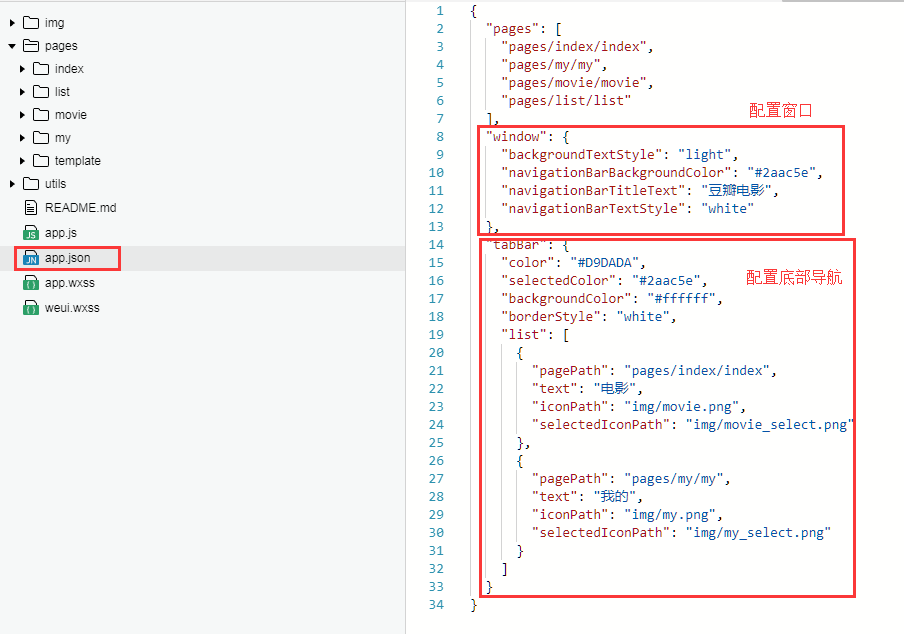 img
pages
index
list
movie
my
template
utils
README.md
JS app.js
JN app.json
{ } app.wxss
{ } weui.wxss
配置窗口
配置底部导航
1 {
2 "pages": [
3 "pages/index/index",
4 "pages/my/my",
5 "pages/movie/movie",
6 "pages/list/list"
7 ],
8 "window": {
9 "backgroundTextStyle": "light",
10 "navigationBarBackgroundColor": "#2aac5e",
11 "navigationBarTitleText": "豆瓣电影",
12 "navigationBarTextStyle": "white"
13 },
14 "tabBar": {
15 "color": "#D9DADA",
16 "selectedColor": "#2aac5e",
17 "backgroundColor": "#ffffff",
18 "borderStyle": "white",
19 "list": [
20 {
21 "pagePath": "pages/index/index",
22 "text": "电影",
23 "iconPath": "img/movie.png",
24 "selectedIconPath": "img/movie_select.png"
25 },
26 {
27 "pagePath": "pages/my/my",
28 "text": "我的",
29 "iconPath": "img/my.png",
30 "selectedIconPath": "img/my_select.png"
31 }
32 ]
33 }
34 }